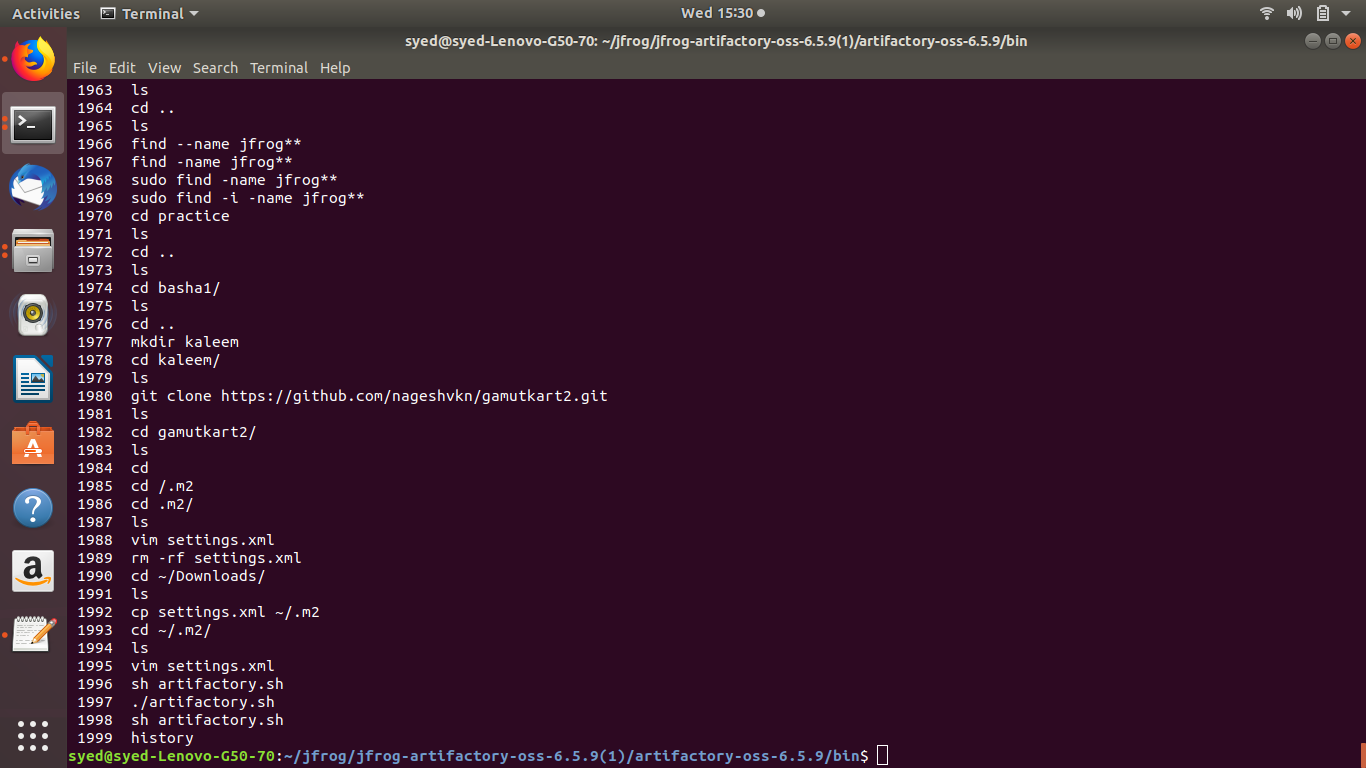 Activities Terminal Wed 15:30
syed@syed-Lenovo-G50-70: ~/jfrog/jfrog-artifactory-oss-6.5.9(1)/artifactory-oss-6.5.9/bin
File Edit View Search Terminal Help
1963 ls
1964 cd ..
1965 ls
1966 find --name jfrog**
1967 find -name jfrog**
1968 sudo find -name jfrog**
1969 sudo find -i -name jfrog**
1970 cd practice
1971 ls
1972 cd ..
1973 ls
1974 cd basha1/
1975 ls
1976 cd ..
1977 mkdir kaleem
1978 cd kaleem/
1979 ls
1980 git clone https://github.com/nageshvkn/gamutkart2.git
1981 ls
1982 cd gamutkart2/
1983 ls
1984 cd
1985 cd /.m2
1986 cd .m2/
1987 ls
1988 vim settings.xml
1989 rm -rf settings.xml
1990 cd ~/Downloads/
1991 ls
1992 cp settings.xml ~/.m2
1993 cd ~/.m2/
1994 ls
1995 vim settings.xml
1996 sh artifactory.sh
1997 ./artifactory.sh
1998 sh artifactory.sh
1999 history
syed@syed-Lenovo-G50-70:~/jfrog/jfrog-artifactory-oss-6.5.9(1)/artifactory-oss-6.5.9/bin$